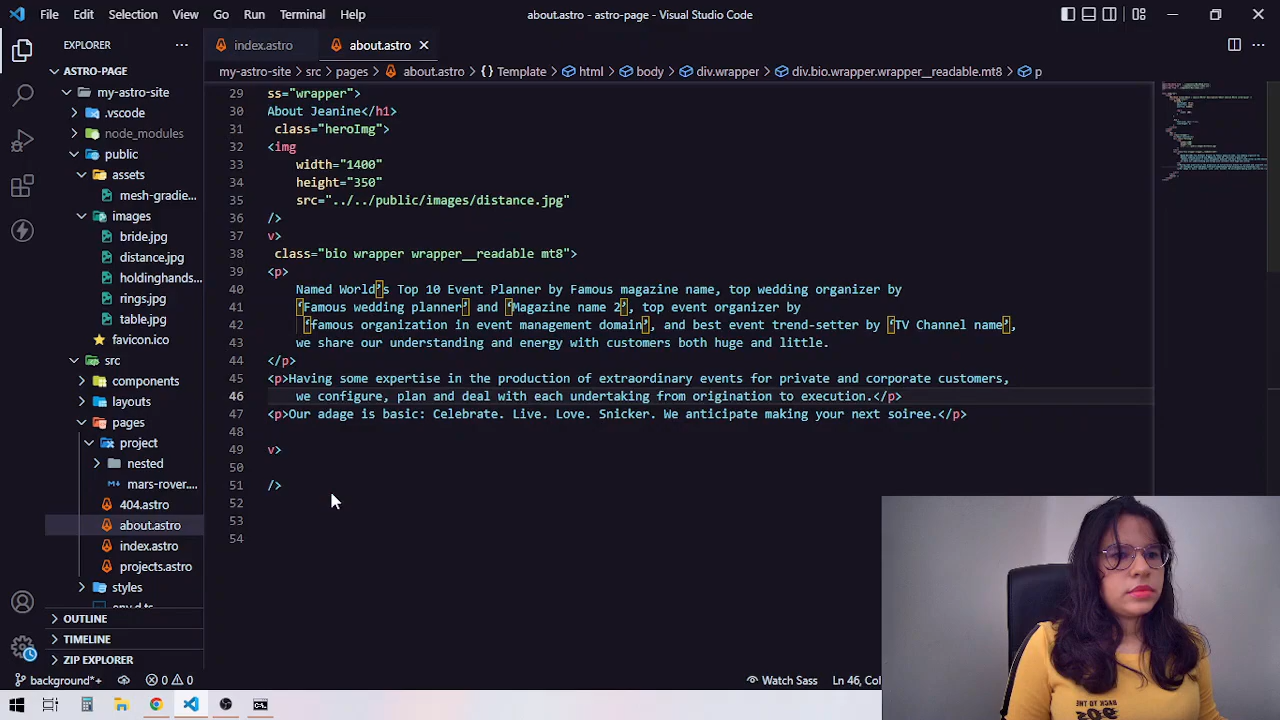 File Edit Selection View Go Run Terminal Help
about.astro - astro-page - Visual Studio Code
EXPLORER
index.astro
about.astro
my-astro-site > src > pages > about.astro > {} Template > html > body > div.wrapper > div.bio.wrapper.wrapper__readable.mt8 > p
ASTRO-PAGE
my-astro-site
.vscode
node_modules
public
assets
mesh-gradie...
images
bride.jpg
distance.jpg
holdinghands...
rings.jpg
table.jpg
favicon.ico
src
components
layouts
pages
project
nested
mars-rover....
404.astro
about.astro
index.astro
projects.astro
styles
OUTLINE
TIMELINE
ZIP EXPLORER
29 ss="wrapper">
30 About Jeanine</h1>
31 class="heroImg">
32 <img
33 width="1400"
34 height="350"
35 src="../../public/images/distance.jpg"
36 />
37 v>
38 class="bio wrapper wrapper__readable mt8">
39 <p>
40 Named World’s Top 10 Event Planner by Famous magazine name, top wedding organizer by
41 ‘Famous wedding planner’ and ‘Magazine name 2’, top event organizer by
42 ‘famous organization in event management domain’, and best event trend-setter by ‘TV Channel name’,
43 we share our understanding and energy with customers both huge and little.
44 </p>
45 <p>Having some expertise in the production of extraordinary events for private and corporate customers,
46 we configure, plan and deal with each undertaking from origination to execution.</p>
47 <p>Our adage is basic: Celebrate. Live. Love. Snicker. We anticipate making your next soiree.</p>
48
49 v>
50
51 />
52
53
54
background*+ 0 0
Watch Sass
Ln 46, Col
BACK TO THE
90s